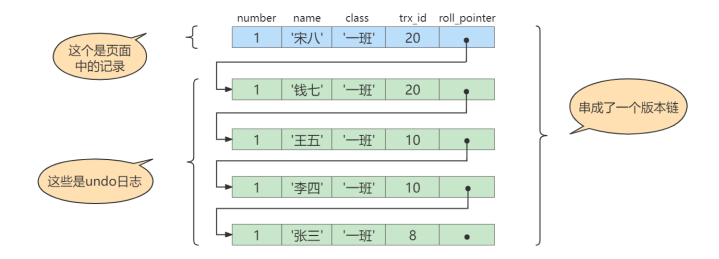 number name class trx_id roll_pointer
1 '宋八' '一班' 20
这个是页面
中的记录
1 '钱七' '一班' 20
串成了一个版本链
1 '王五' '一班' 10
这些是undo日志
1 '李四' '一班' 10
1 '张三' '一班' 8